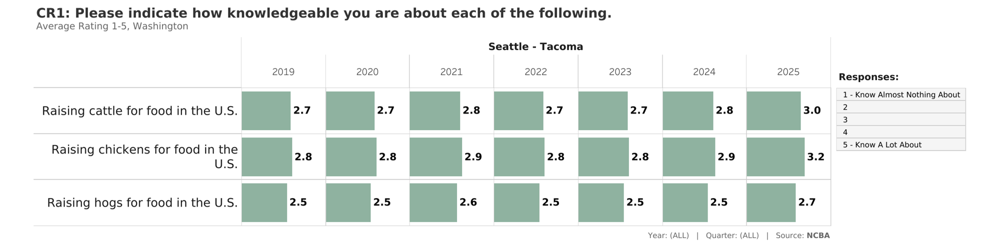 CR1: Please indicate how knowledgeable you are about each of the following.
Average Rating 1-5, Washington
Seattle - Tacoma
2019 2020 2021 2022 2023 2024 2025
Raising cattle for food in the U.S. 2.7 2.7 2.8 2.7 2.7 2.8 3.0
Raising chickens for food in the
U.S. 2.8 2.8 2.9 2.8 2.8 2.9 3.2
Raising hogs for food in the U.S. 2.5 2.5 2.6 2.5 2.5 2.5 2.7
Responses:
1 - Know Almost Nothing About
2
3
4
5 - Know A Lot About
Year: (ALL) | Quarter: (ALL) | Source: NCBA